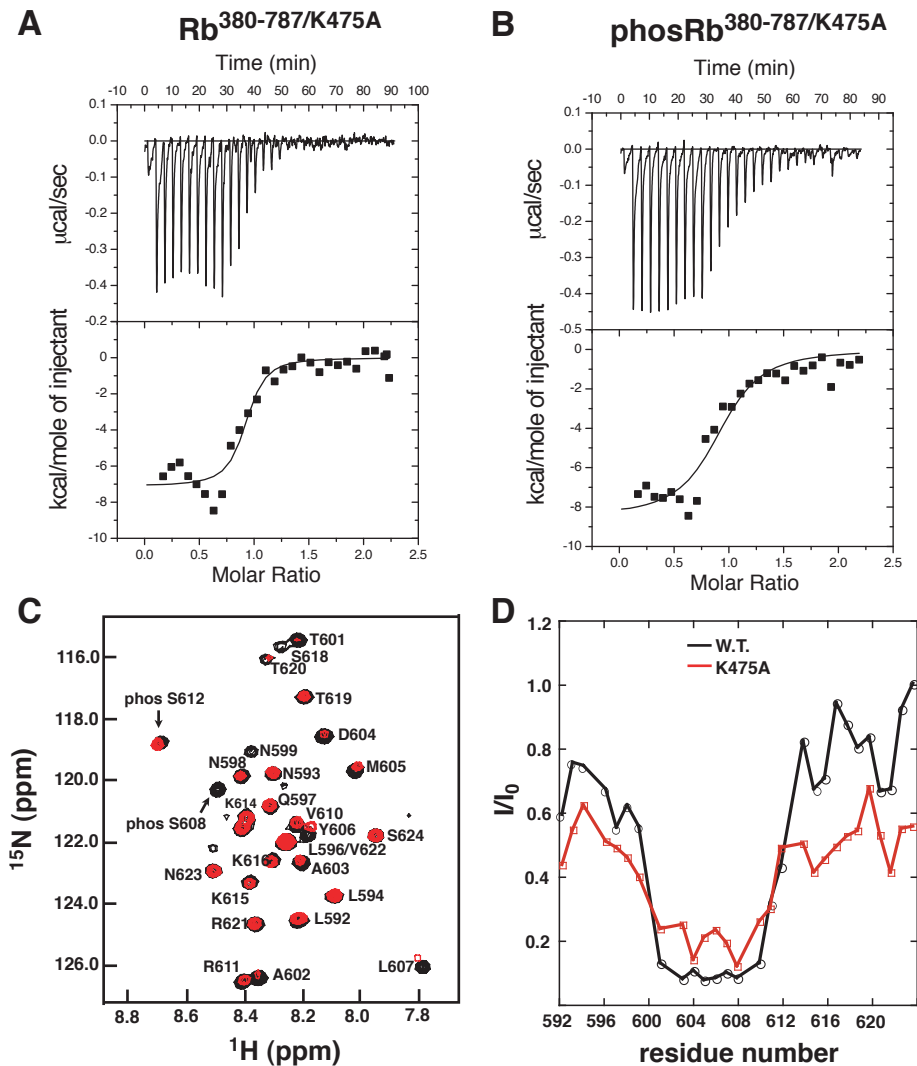 A
Rb380-787/K475A
Time (min)
-10 0 10 20 30 40 50 60 70 80 90 100
0.1
0.0
-0.1
-0.2
-0.3
-0.4
-0.2
µcal/sec
0
-2
-4
-6
-8
-10
kcal/mole of injectant
0.0 0.5 1.0 1.5 2.0 2.5
Molar Ratio
B
phosRb380-787/K475A
Time (min)
-10 0 10 20 30 40 50 60 70 80 90
0.1
0.0
-0.1
-0.2
-0.3
-0.4
-0.5
µcal/sec
0
-2
-4
-6
-8
-10
kcal/mole of injectant
0.0 0.5 1.0 1.5 2.0 2.5
Molar Ratio
C
116.0
118.0
120.0
122.0
124.0
126.0
15N (ppm)
T601
S618
T620
phos S612
T619
D604
N599
N598
M605
N593
Q597
phos S608
K614
V610
Y606
S624
L596/V622
K616
A603
N623
K615
L594
R621
L592
R611
A602
L607
8.8 8.6 8.4 8.2 8.0 7.8
1H (ppm)
D
W.T.
K475A
1.2
1.0
0.8
0.6
0.4
0.2
I/I0
592 596 600 604 608 612 616 620
residue number